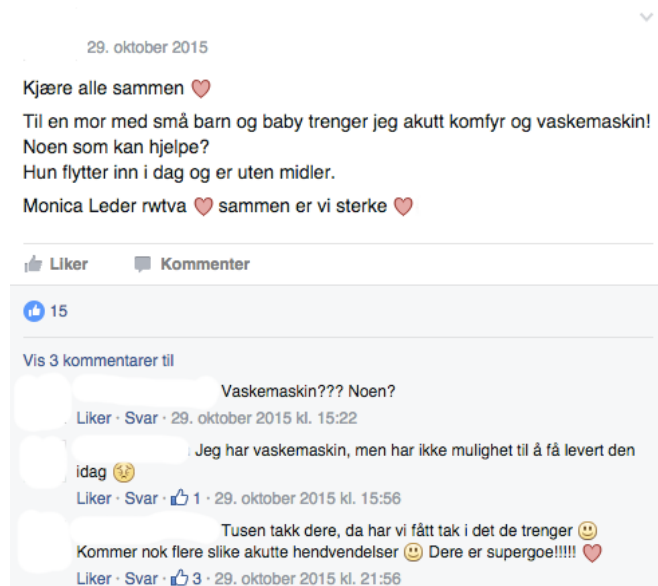 29. oktober 2015
Kjære alle sammen
Til en mor med små barn og baby trenger jeg akutt komfyr og vaskemaskin!
Noen som kan hjelpe?
Hun flytter inn i dag og er uten midler.
Monica Leder rwtva sammen er vi sterke
Liker Kommenter
15
Vis 3 kommentarer til
Vaskemaskin??? Noen?
Liker · Svar · 29. oktober 2015 kl. 15:22
Jeg har vaskemaskin, men har ikke mulighet til å få levert den
idag
Liker · Svar · 1 · 29. oktober 2015 kl. 15:56
Tusen takk dere, da har vi fått tak i det de trenger
Kommer nok flere slike akutte hendvendelser Dere er supergoe!!!!!
Liker · Svar · 3 · 29. oktober 2015 kl. 21:56